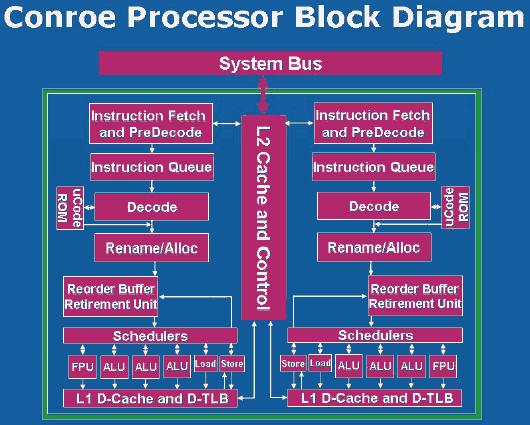 Conroe Processor Block Diagram
System Bus
Instruction Fetch
and PreDecode
Instruction Queue
uCode
ROM
Decode
Rename/Alloc
Reorder Buffer
Retirement Unit
Schedulers
FPU
ALU
ALU
ALU
Load
Store
L1 D-Cache and D-TLB
L2 Cache and Control
Instruction Fetch
and PreDecode
Instruction Queue
Decode
uCode
ROM
Rename/Alloc
Reorder Buffer
Retirement Unit
Schedulers
Store
Load
ALU
ALU
ALU
FPU
L1 D-Cache and D-TLB